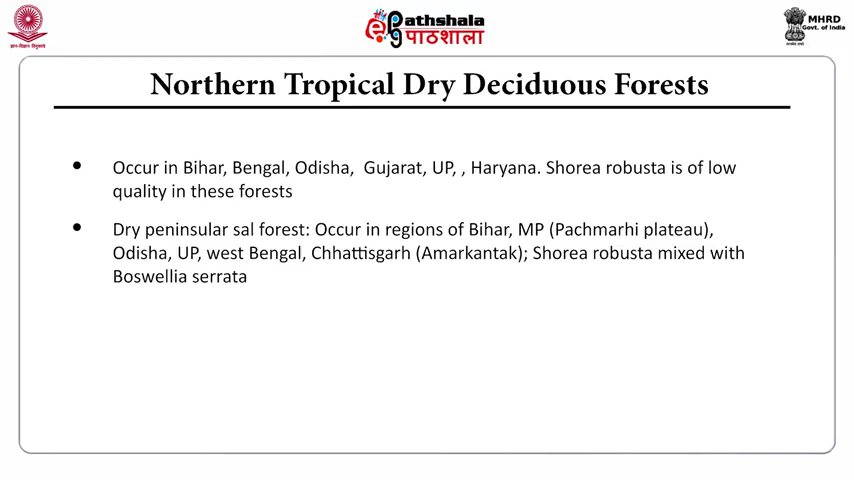 ज्ञान-विज्ञान विमुक्तये
ePathshala
पाठशाला
MHRD
Govt. of India
Northern Tropical Dry Deciduous Forests
• Occur in Bihar, Bengal, Odisha, Gujarat, UP, , Haryana. Shorea robusta is of low
quality in these forests
• Dry peninsular sal forest: Occur in regions of Bihar, MP (Pachmarhi plateau),
Odisha, UP, west Bengal, Chhattisgarh (Amarkantak); Shorea robusta mixed with
Boswellia serrata